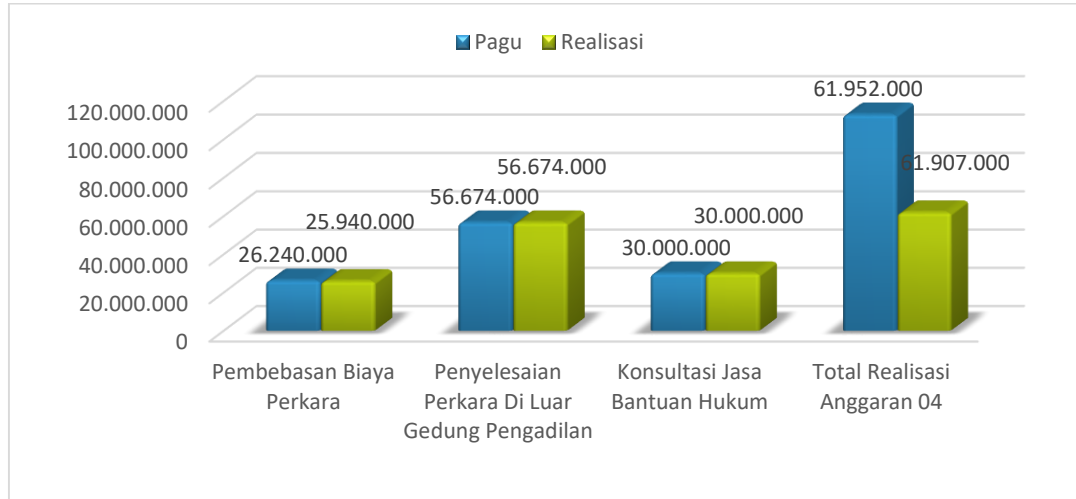 Pagu Realisasi
120.000.000
100.000.000
80.000.000
60.000.000
40.000.000
20.000.000
0
26.240.000
25.940.000
56.674.000
56.674.000
30.000.000
30.000.000
61.952.000
61.907.000
Pembebasan Biaya
Perkara
Penyelesaian
Perkara Di Luar
Gedung Pengadilan
Konsultasi Jasa
Bantuan Hukum
Total Realisasi
Anggaran 04